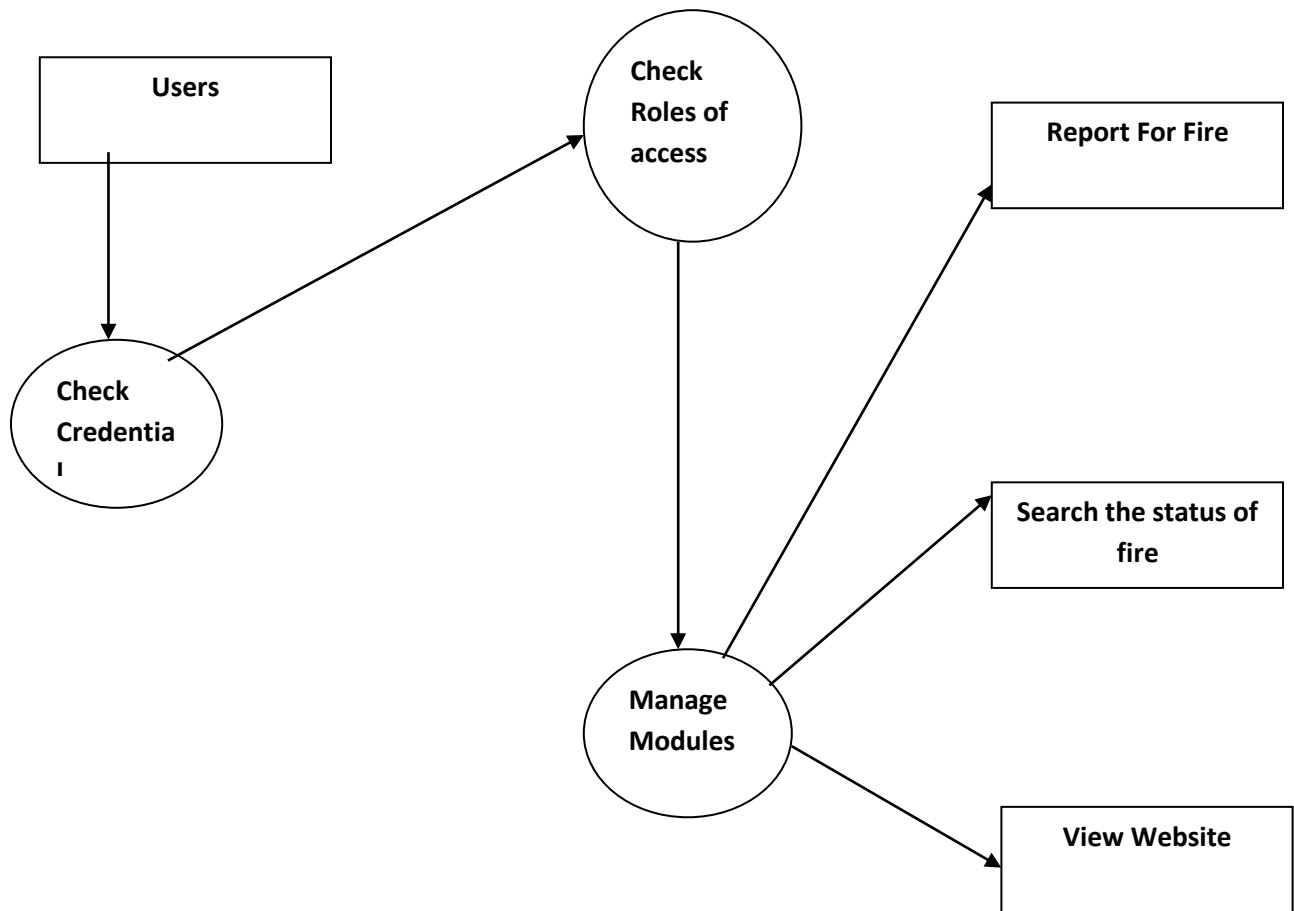 Users
Check
Roles of
access
Report For Fire
Check
Credentia
l
Search the status of
fire
Manage
Modules
View Website